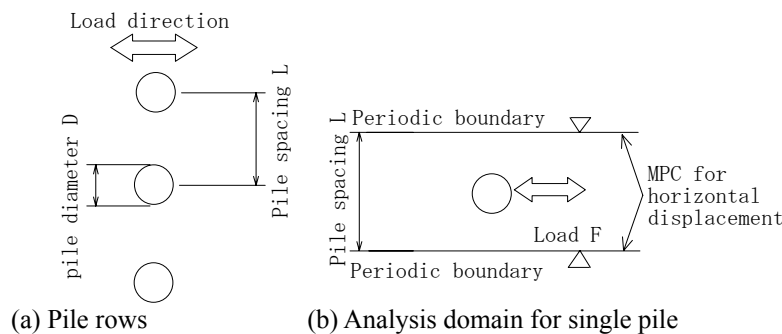 Load direction
Pile spacing L
pile diameter D
(a) Pile rows
Periodic boundary
Pile spacing L
MPC for
horizontal
displacement
Load F
Periodic boundary
(b) Analysis domain for single pile